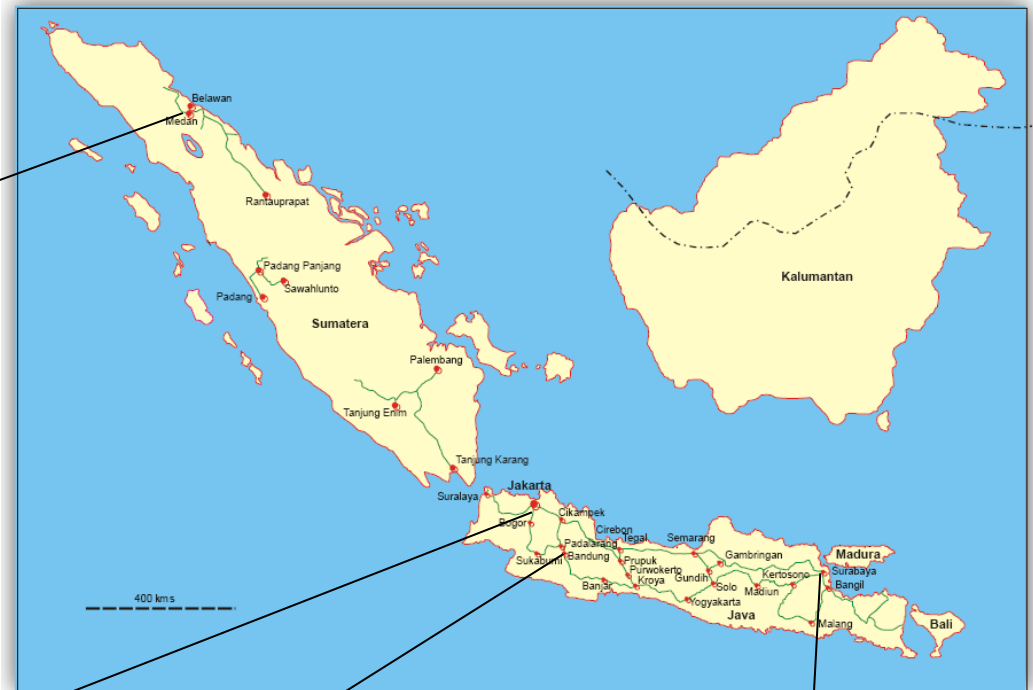 Belawan
Medan
Rantauprapat
Padang Panjang
Sawahlunto
Padang
Sumatera
Kalumantan
Palembang
Tanjung Enim
Tanjung Karang
Suralaya
Jakarta
Bogor
Cikampek
Cirebon
Tegal
Semarang
Padalarang
Bandung
Sukabumi
Prupuk
Purwokerto
Kroya
Banjar
Gambringan
Gundih
Solo
Yogyakarta
Kertosono
Madiun
Madura
Surabaya
Bangil
Malang
Java
Bali
400 kms